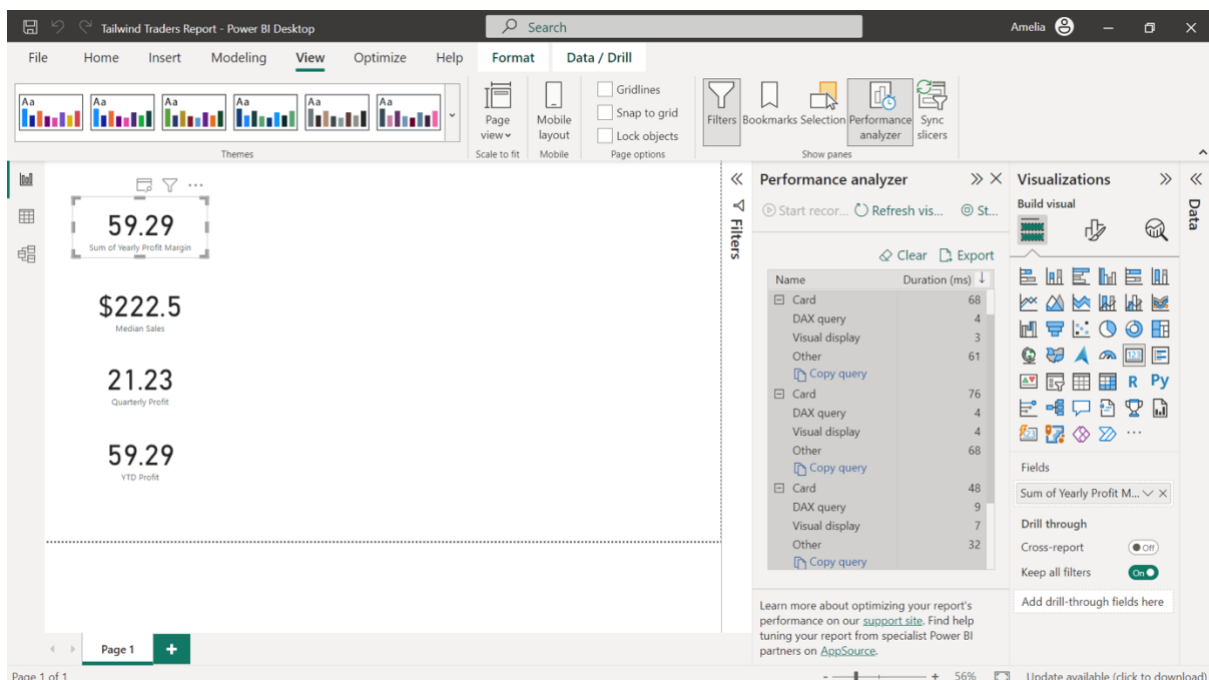 Tailwind Traders Report - Power BI Desktop
Search
Amelia
File Home Insert Modeling View Optimize Help Format Data / Drill
Aa Aa Aa Aa Aa Aa
Themes
Page view
Scale to fit
Mobile layout
Mobile
Gridlines
Snap to grid
Lock objects
Page options
Filters Bookmarks Selection Performance analyzer Sync slicers
Show panes
59.29
Sum of Yearly Profit Margin
$222.5
Median Sales
21.23
Quarterly Profit
59.29
YTD Profit
Filters
Performance analyzer
Start recor... Refresh vis... St...
Clear Export
Name Duration (ms)
Card 68
DAX query 4
Visual display 3
Other 61
Copy query
Card 76
DAX query 4
Visual display 4
Other 68
Copy query
Card 48
DAX query 9
Visual display 7
Other 32
Copy query
Learn more about optimizing your report's
performance on our support site. Find help
tuning your report from specialist Power BI
partners on AppSource.
Visualizations
Build visual
123
R Py
Fields
Sum of Yearly Profit M...
Drill through
Cross-report Off
Keep all filters On
Add drill-through fields here
Data
Page 1
Page 1 of 1
- + 56%
Update available (click to download)